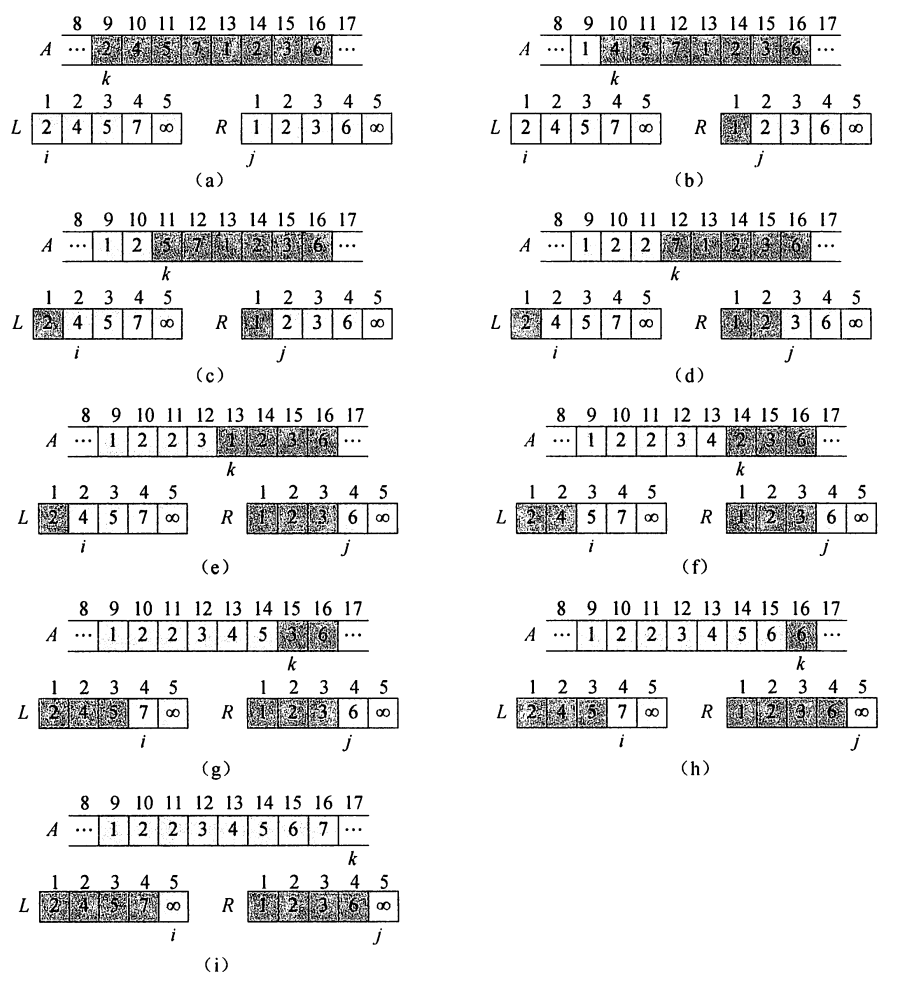 8 9 10 11 12 13 14 15 16 17
A ··· 2 4 5 7 1 2 3 6 ···
k
1 2 3 4 5
L 2 4 5 7 ∞
i
1 2 3 4 5
R 1 2 3 6 ∞
j
(a)
8 9 10 11 12 13 14 15 16 17
A ··· 1 4 5 7 1 2 3 6 ···
k
1 2 3 4 5
L 2 4 5 7 ∞
i
1 2 3 4 5
R 1 2 3 6 ∞
j
(b)
8 9 10 11 12 13 14 15 16 17
A ··· 1 2 5 7 1 2 3 6 ···
k
1 2 3 4 5
L 2 4 5 7 ∞
i
1 2 3 4 5
R 1 2 3 6 ∞
j
(c)
8 9 10 11 12 13 14 15 16 17
A ··· 1 2 2 7 1 2 3 6 ···
k
1 2 3 4 5
L 2 4 5 7 ∞
i
1 2 3 4 5
R 1 2 3 6 ∞
j
(d)
8 9 10 11 12 13 14 15 16 17
A ··· 1 2 2 3 1 2 3 6 ···
k
1 2 3 4 5
L 2 4 5 7 ∞
i
1 2 3 4 5
R 1 2 3 6 ∞
j
(e)
8 9 10 11 12 13 14 15 16 17
A ··· 1 2 2 3 4 2 3 6 ···
k
1 2 3 4 5
L 2 4 5 7 ∞
i
1 2 3 4 5
R 1 2 3 6 ∞
j
(f)
8 9 10 11 12 13 14 15 16 17
A ··· 1 2 2 3 4 5 3 6 ···
k
1 2 3 4 5
L 2 4 5 7 ∞
i
1 2 3 4 5
R 1 2 3 6 ∞
j
(g)
8 9 10 11 12 13 14 15 16 17
A ··· 1 2 2 3 4 5 6 6 ···
k
1 2 3 4 5
L 2 4 5 7 ∞
i
1 2 3 4 5
R 1 2 3 6 ∞
j
(h)
8 9 10 11 12 13 14 15 16 17
A ··· 1 2 2 3 4 5 6 7 ···
k
1 2 3 4 5
L 2 4 5 7 ∞
i
1 2 3 4 5
R 1 2 3 6 ∞
j
(i)